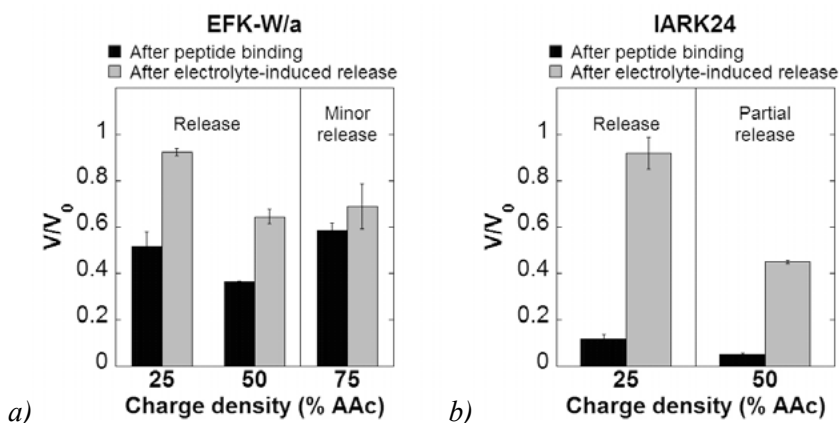 EFK-W/a
After peptide binding
After electrolyte-induced release
Release
Minor
release
1
0.8
0.6
0.4
0.2
0
V/V0
25
50
75
Charge density (% AAc)
a)
IARK24
After peptide binding
After electrolyte-induced release
Release
Partial
release
1
0.8
0.6
0.4
0.2
0
V/V0
25
50
Charge density (% AAc)
b)